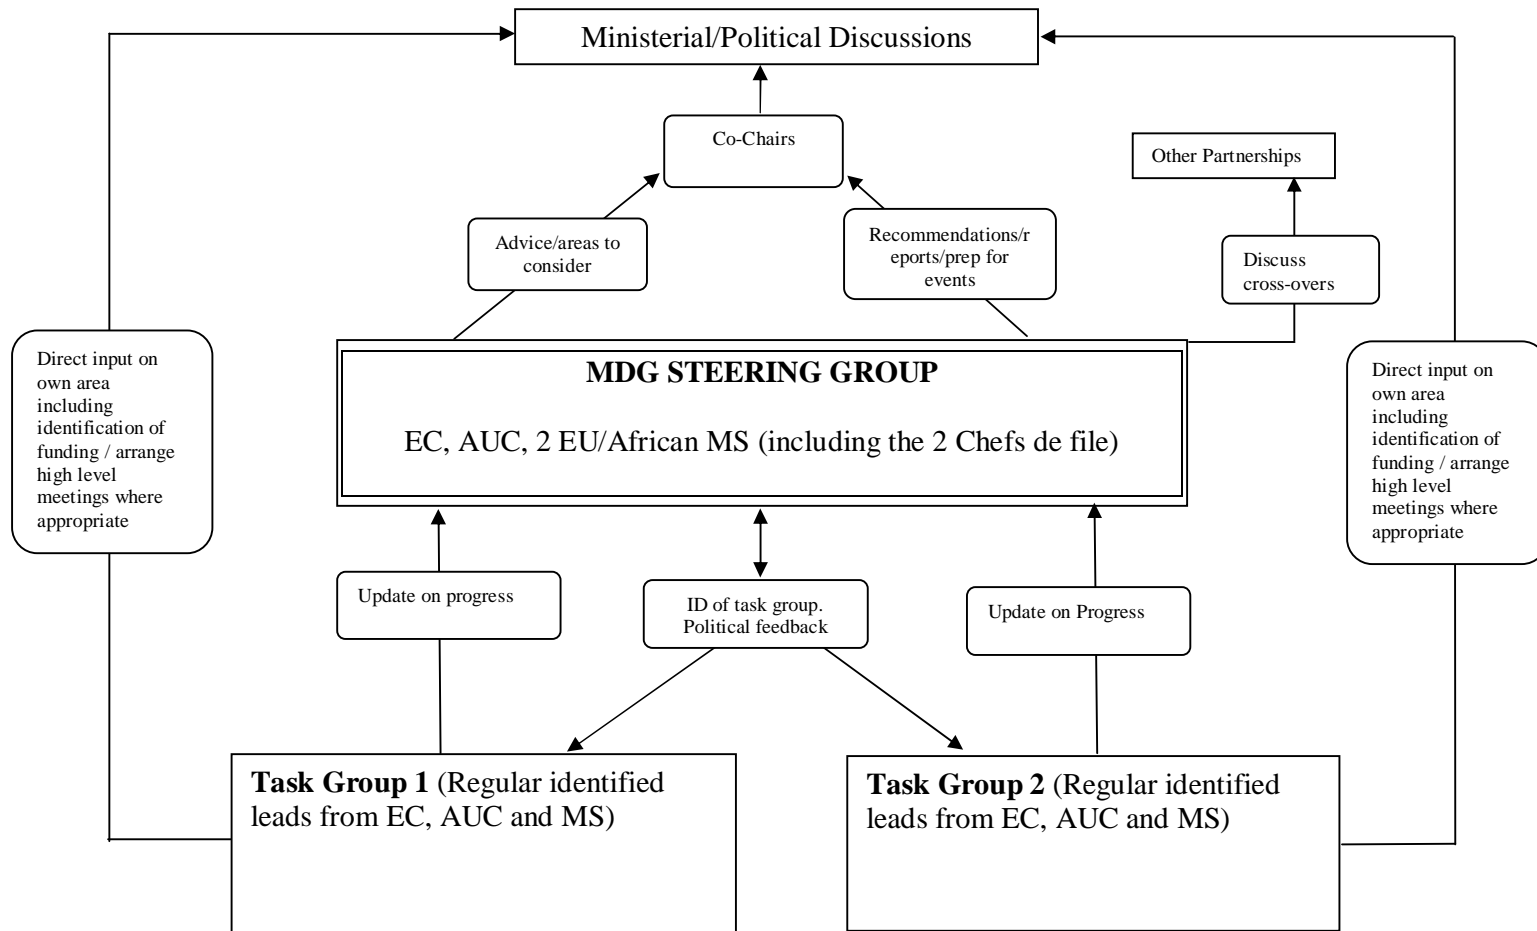 Ministerial/Political Discussions
Co-Chairs
Other Partnerships
Advice/areas to
consider
Recommendations/r
eports/prep for
events
Discuss
cross-overs
Direct input on
own area
including
identification of
funding / arrange
high level
meetings where
appropriate
MDG STEERING GROUP
EC, AUC, 2 EU/African MS (including the 2 Chefs de file)
Direct input on
own area
including
identification of
funding / arrange
high level
meetings where
appropriate
Update on progress
ID of task group.
Political feedback
Update on Progress
Task Group 1 (Regular identified
leads from EC, AUC and MS)
Task Group 2 (Regular identified
leads from EC, AUC and MS)